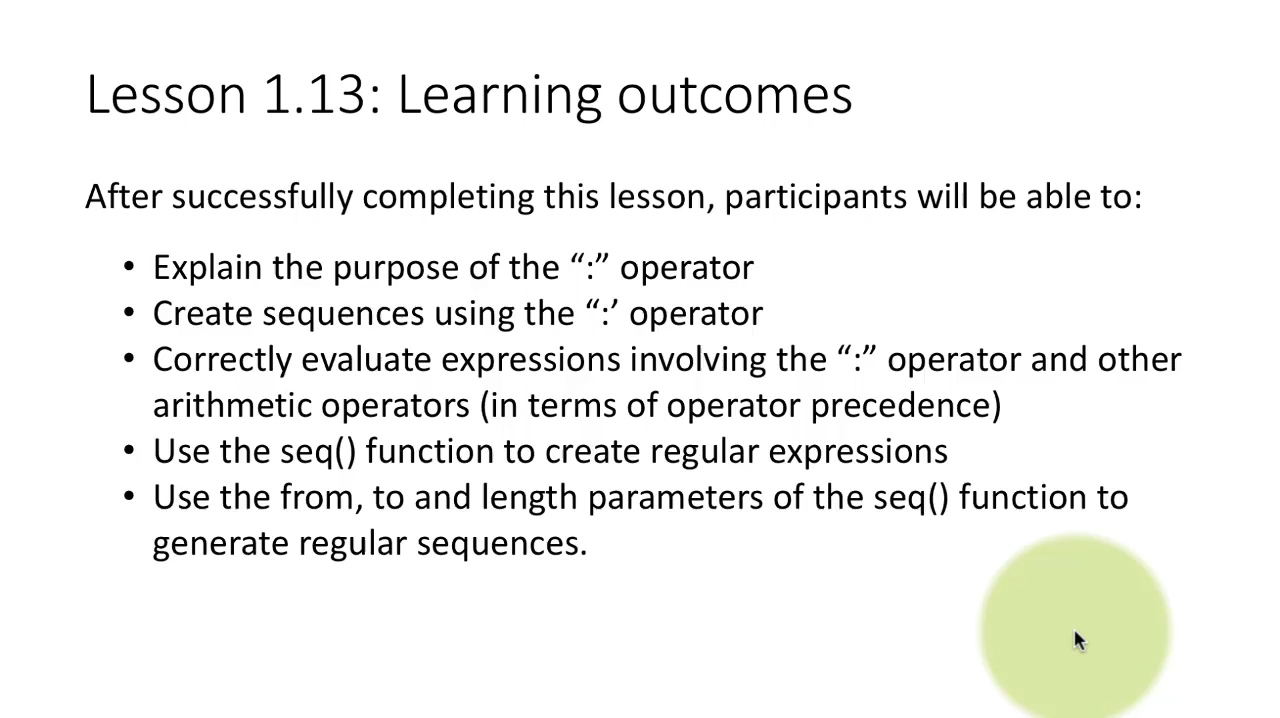 Lesson 1.13: Learning outcomes
After successfully completing this lesson, participants will be able to:
• Explain the purpose of the “:” operator
• Create sequences using the “:’ operator
• Correctly evaluate expressions involving the “:” operator and other
arithmetic operators (in terms of operator precedence)
• Use the seq() function to create regular expressions
• Use the from, to and length parameters of the seq() function to
generate regular sequences.